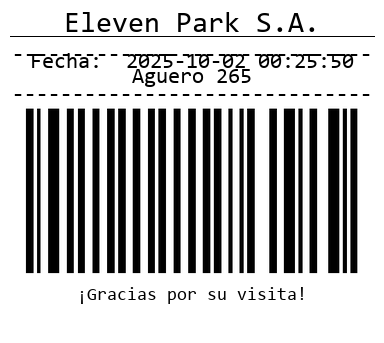 Eleven Park S.A.
Fecha: 2025-10-02 00:25:50
Aguero 265
¡Gracias por su visita!